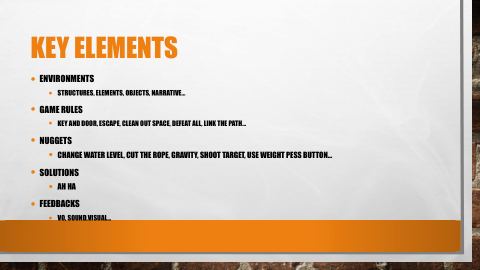 KEY ELEMENTS
ENVIRONMENTS
STRUCTURES, ELEMENTS, OBJECTS, NARRATIVE...
GAME RULES
KEY AND DOOR, ESCAPE, CLEAN OUT SPACE, DEFEAT ALL, LINK THE PATH...
NUGGETS
CHANGE WATER LEVEL, CUT THE ROPE, GRAVITY, SHOOT TARGET, USE WEIGHT PESS BUTTON...
SOLUTIONS
AH HA
FEEDBACKS
VO, SOUND,VISUAL...